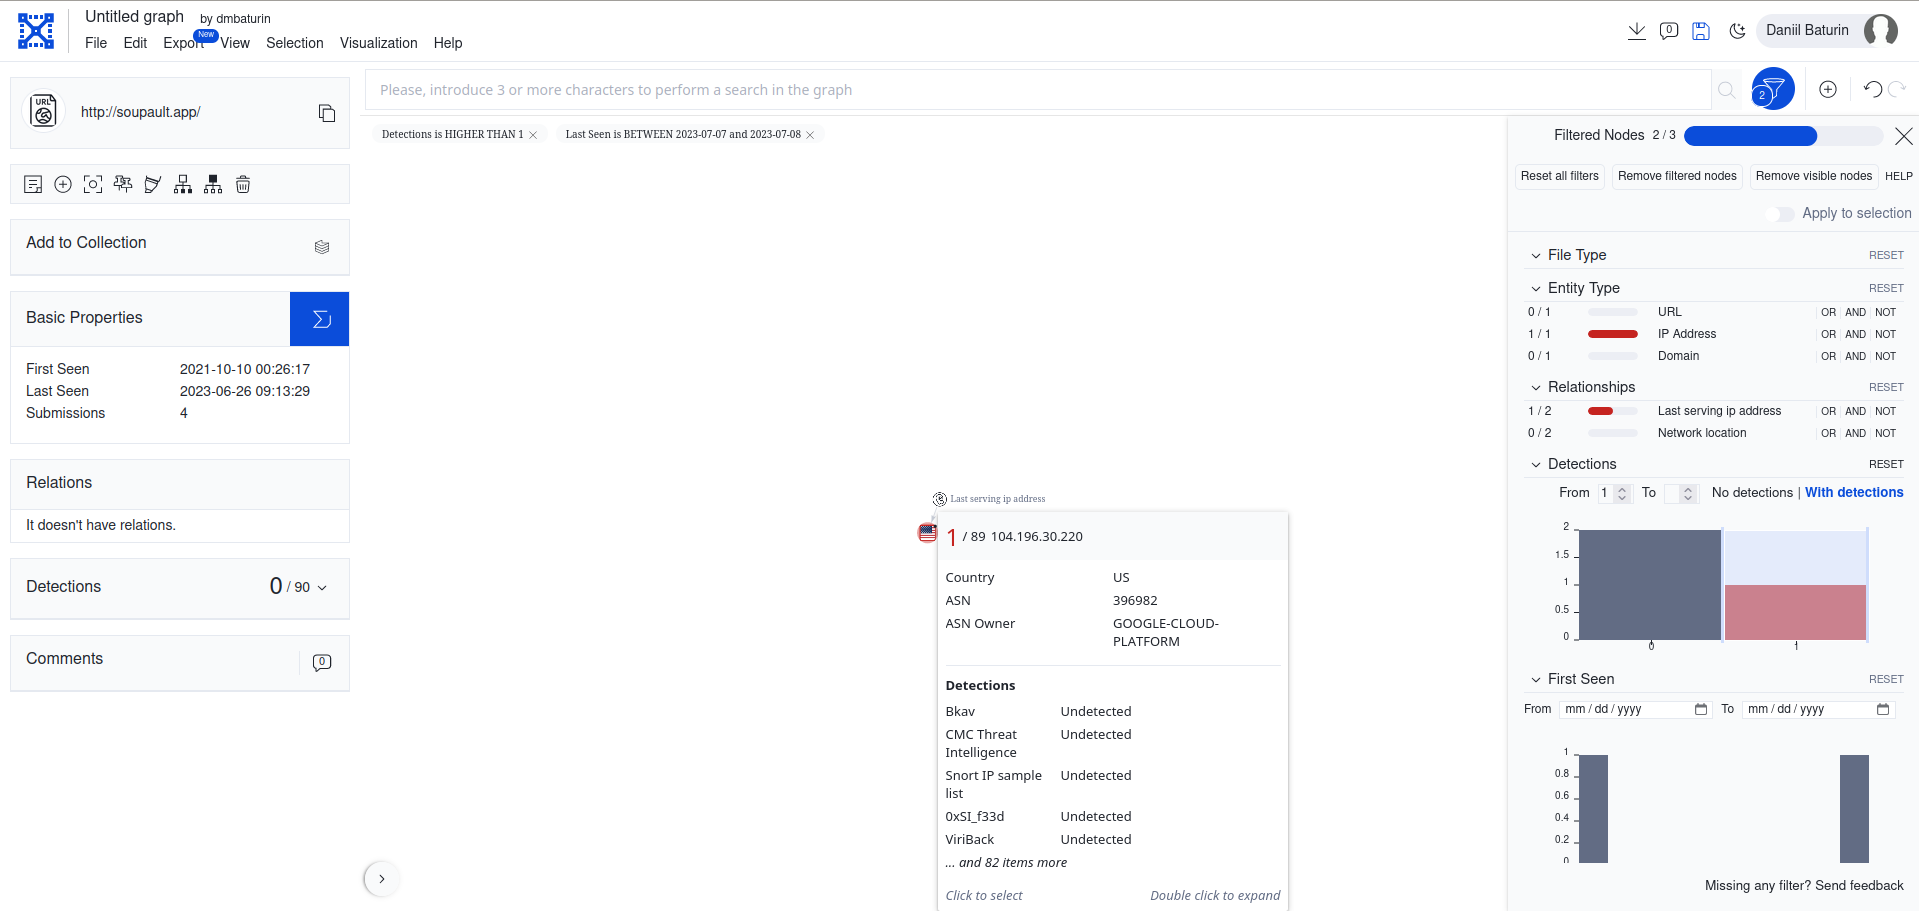 Untitled graph by dmbaturin
File Edit Export New View Selection Visualization Help
0 Daniil Baturin
URL http://soupault.app/
Add to Collection
Basic Properties
First Seen 2021-10-10 00:26:17
Last Seen 2023-06-26 09:13:29
Submissions 4
Relations
It doesn't have relations.
Detections 0 / 90
Comments 0
Please, introduce 3 or more characters to perform a search in the graph
2
Detections is HIGHER THAN 1 Last Seen is BETWEEN 2023-07-07 and 2023-07-08
Last serving ip address
1 / 89 104.196.30.220
Country US
ASN 396982
ASN Owner GOOGLE-CLOUD-
PLATFORM
Detections
Bkav Undetected
CMC Threat Undetected
Intelligence
Snort IP sample Undetected
list
0xSI_f33d Undetected
ViriBack Undetected
... and 82 items more
Click to select Double click to expand
Filtered Nodes 2 / 3
Reset all filters Remove filtered nodes Remove visible nodes HELP
Apply to selection
File Type RESET
Entity Type RESET
0 / 1 URL OR AND NOT
1 / 1 IP Address OR AND NOT
0 / 1 Domain OR AND NOT
Relationships RESET
1 / 2 Last serving ip address OR AND NOT
0 / 2 Network location OR AND NOT
Detections RESET
From 1 To No detections | With detections
2
1.5
1
0.5
0
0 1
First Seen RESET
From mm / dd / yyyy To mm / dd / yyyy
1
0.8
0.6
0.4
0.2
0
Missing any filter? Send feedback